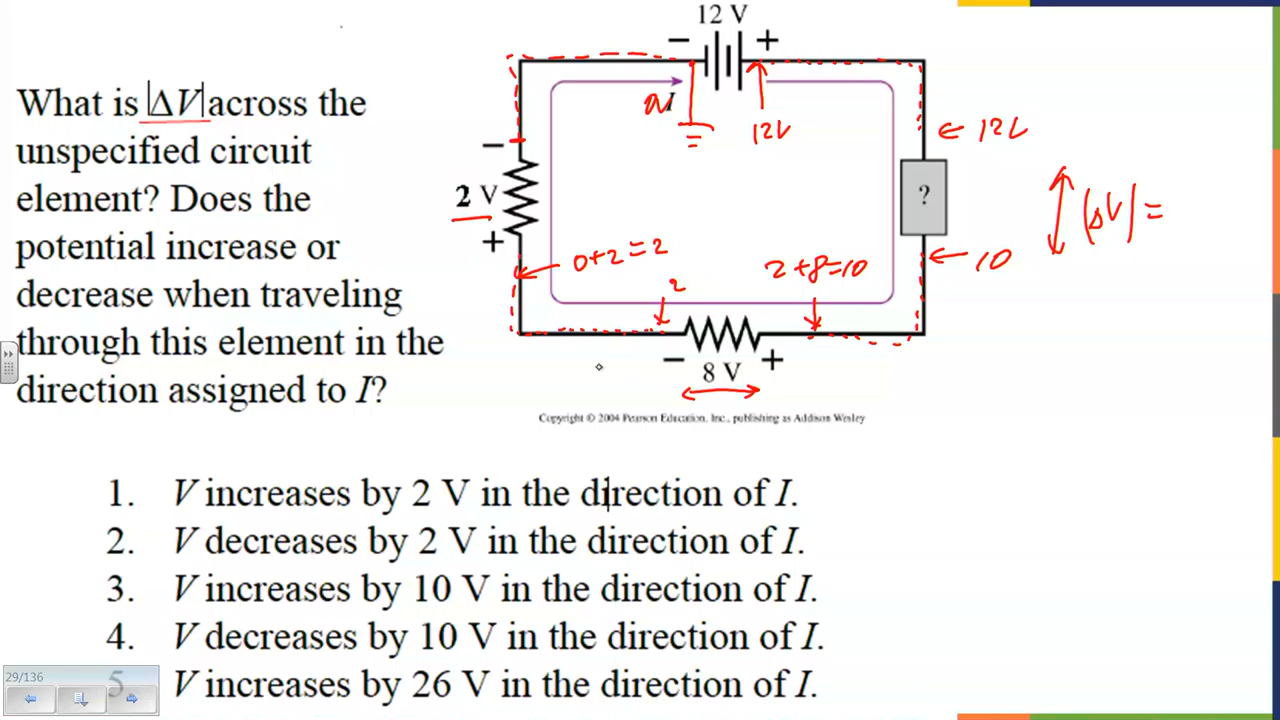 12 V
− +
What is |ΔV| across the
unspecified circuit
element? Does the
potential increase or
decrease when traveling
through this element in the
direction assigned to I?
I
12V
← 12V
−
2 V
+
?
|ΔV| =
0+2=2
2
2+8=10
← 10
− +
8 V
Copyright © 2004 Pearson Education, Inc., publishing as Addison Wesley
1. V increases by 2 V in the direction of I.
2. V decreases by 2 V in the direction of I.
3. V increases by 10 V in the direction of I.
4. V decreases by 10 V in the direction of I.
5 V increases by 26 V in the direction of I.
29/136